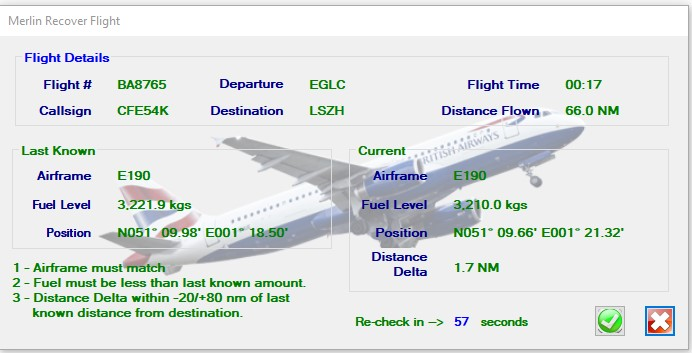 Merlin Recover Flight
Flight Details
Flight # BA8765 Departure EGLC Flight Time 00:17
Callsign CFE54K Destination LSZH Distance Flown 66.0 NM
BRITISH AIRWAYS
Last Known
Airframe E190
Fuel Level 3,221.9 kgs
Position N051° 09.98' E001° 18.50'
Current
Airframe E190
Fuel Level 3,210.0 kgs
Position N051° 09.66' E001° 21.32'
Distance
Delta 1.7 NM
1 - Airframe must match
2 - Fuel must be less than last known amount.
3 - Distance Delta within -20/+80 nm of last
known distance from destination.
Re-check in --> 57 seconds